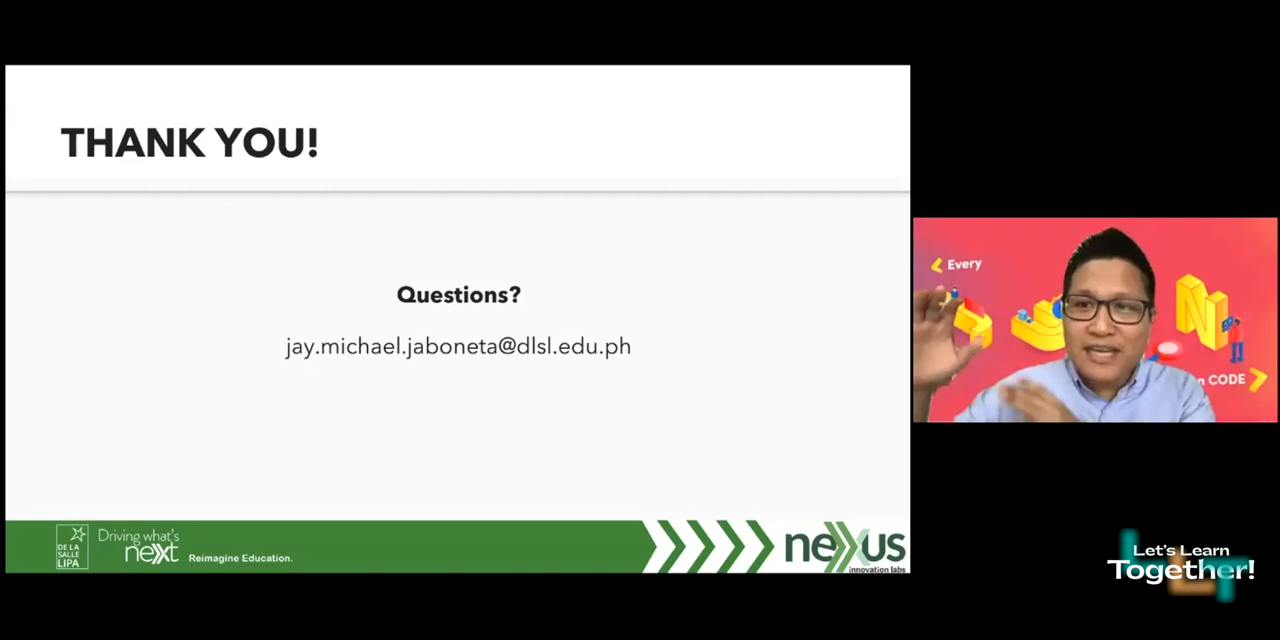 THANK YOU!
Questions?
jay.michael.jaboneta@dlsl.edu.ph
DE LA
SALLE
LIPA
Driving what's
next
Reimagine Education.
nexus
innovation labs
Every
CODE
Let's Learn
Together!